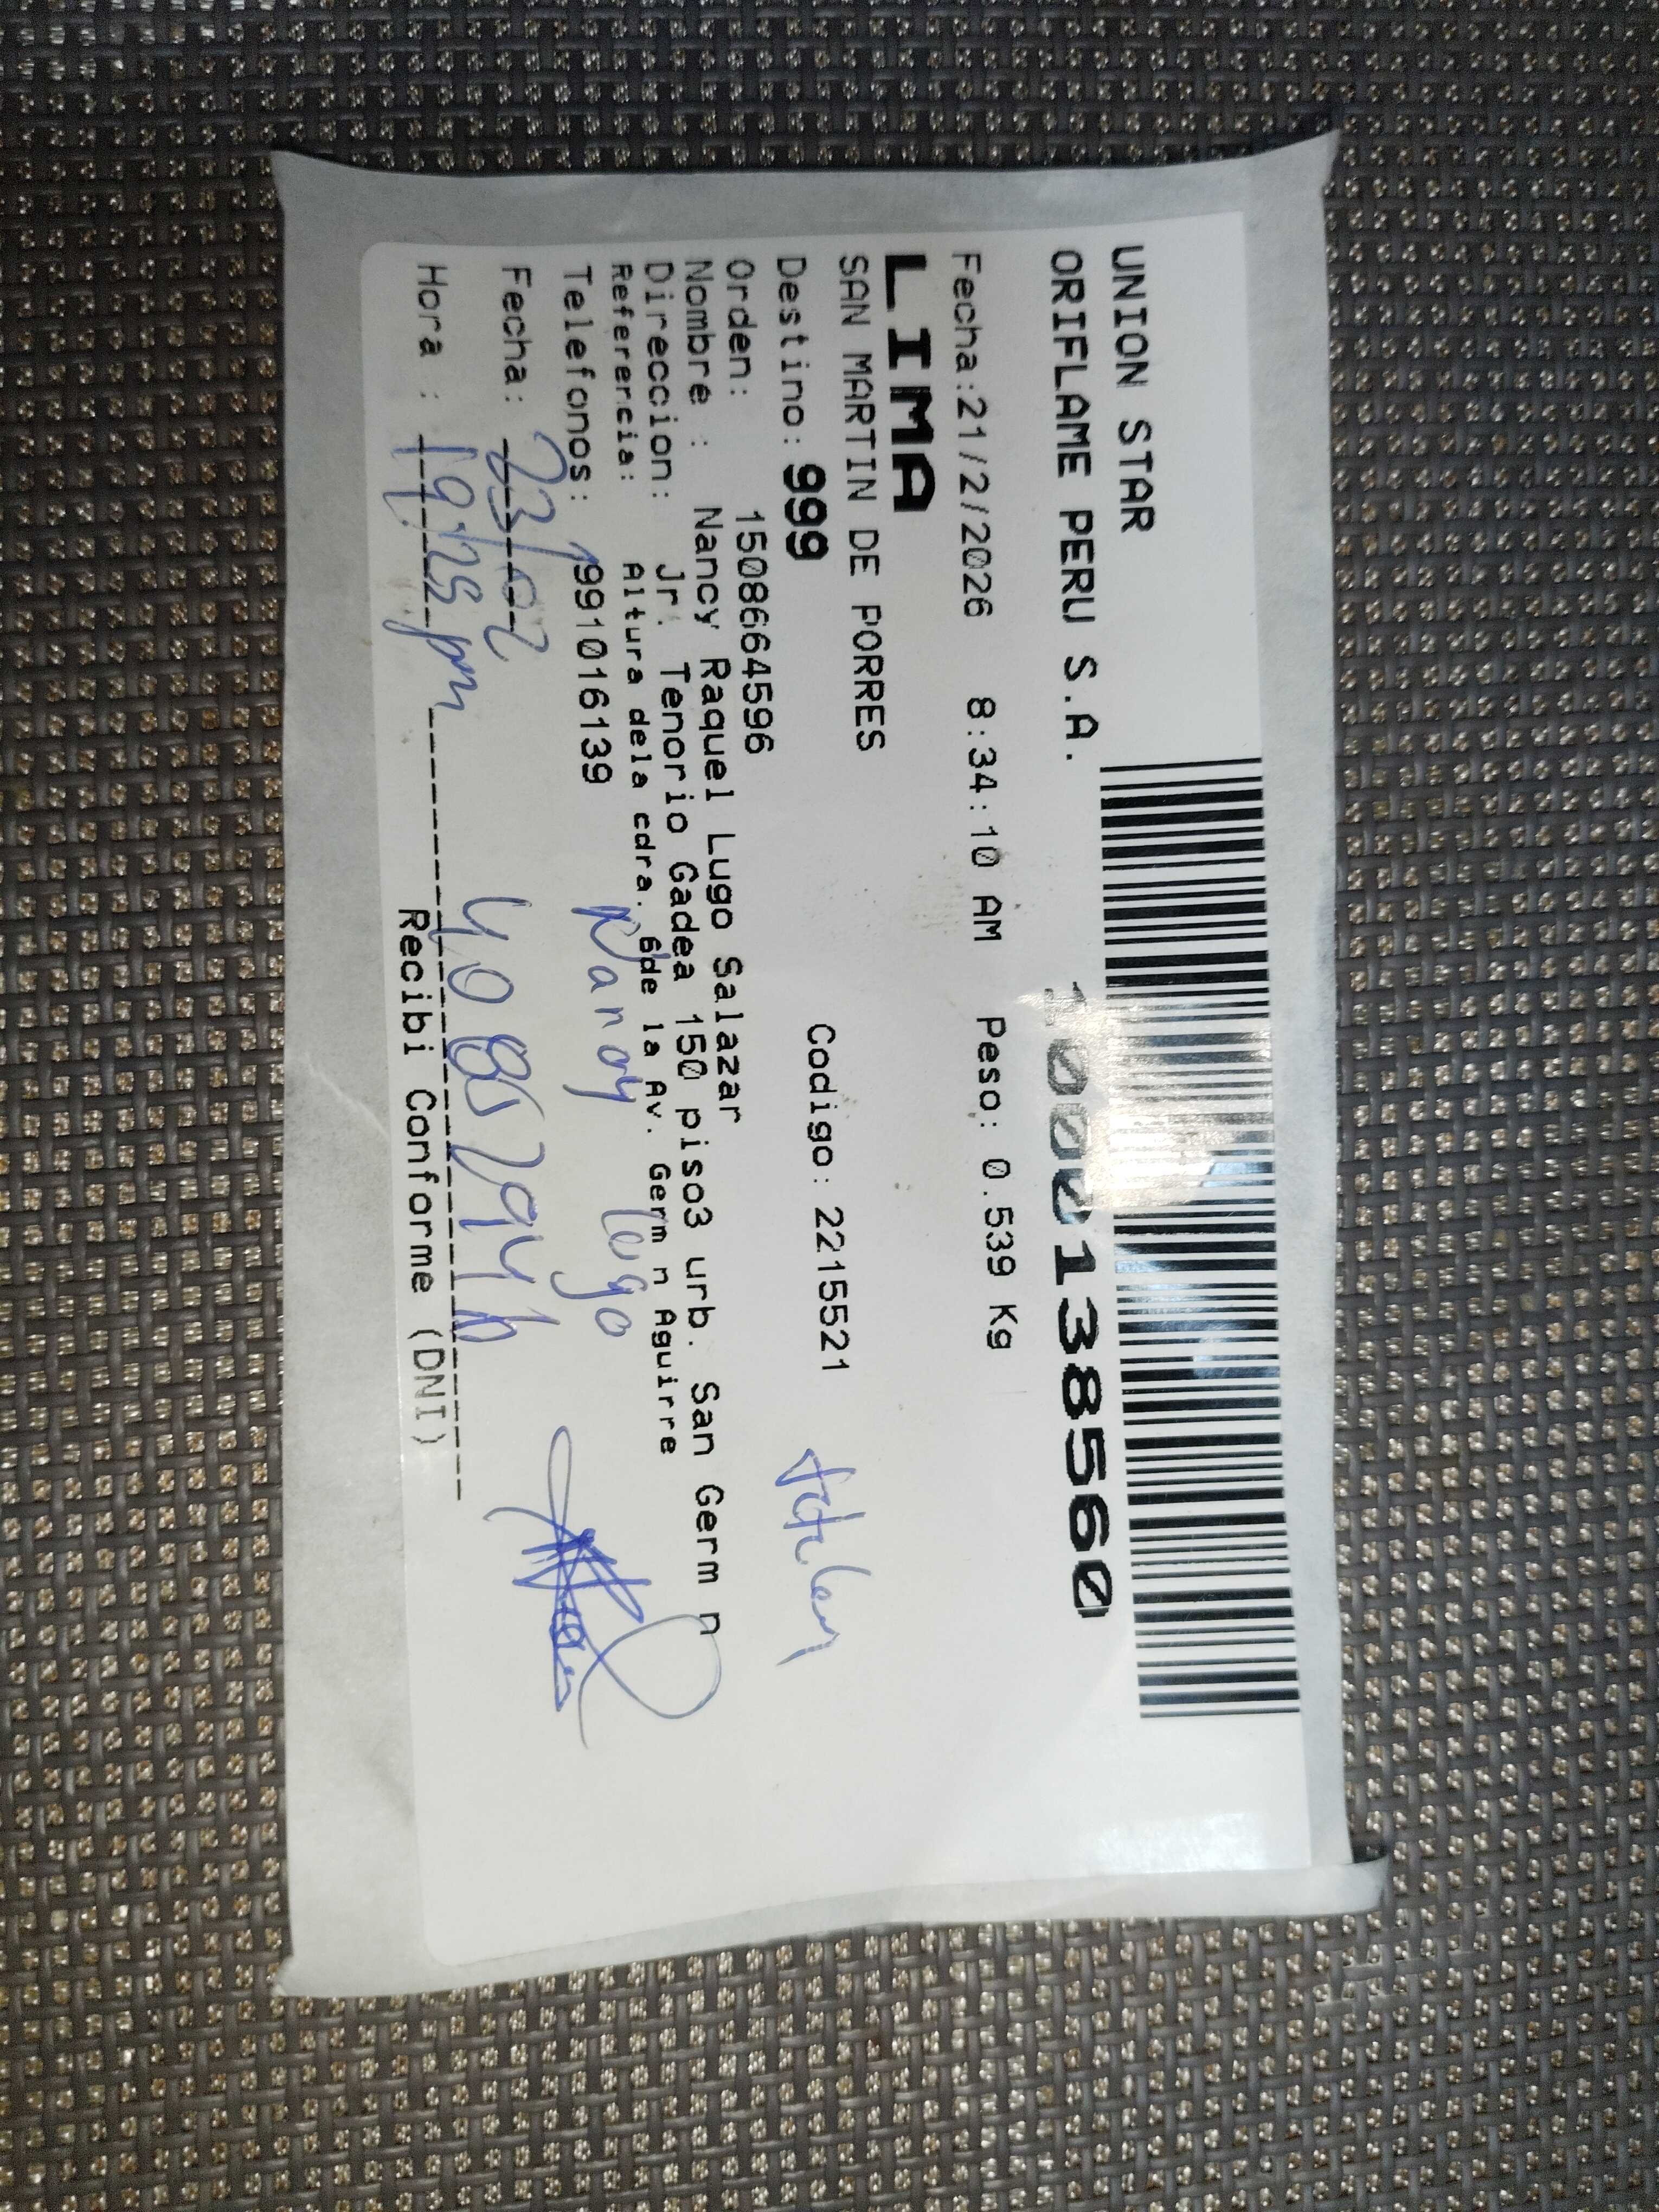 UNION STAR
ORIFLAME PERU S.A.
1000138560
Fecha:21/2/2026 8:34:10 AM Peso: 0.539 Kg
LIMA
SAN MARTIN DE PORRES
Destino: 999 Codigo: 2215521
Orden: 1508664596
Nombre : Nancy Raquel Lugo Salazar
Direccion: Jr. Tenorio Gadea 150 piso3 urb. San Germ n
Referencia: Altura dela cdra. 6de la Av. Germ n Aguirre
Telefonos: 991016139
Nancy lugo
Fecha: 23/02
Hora : 19:25 pm
Recibi Conforme (DNI)